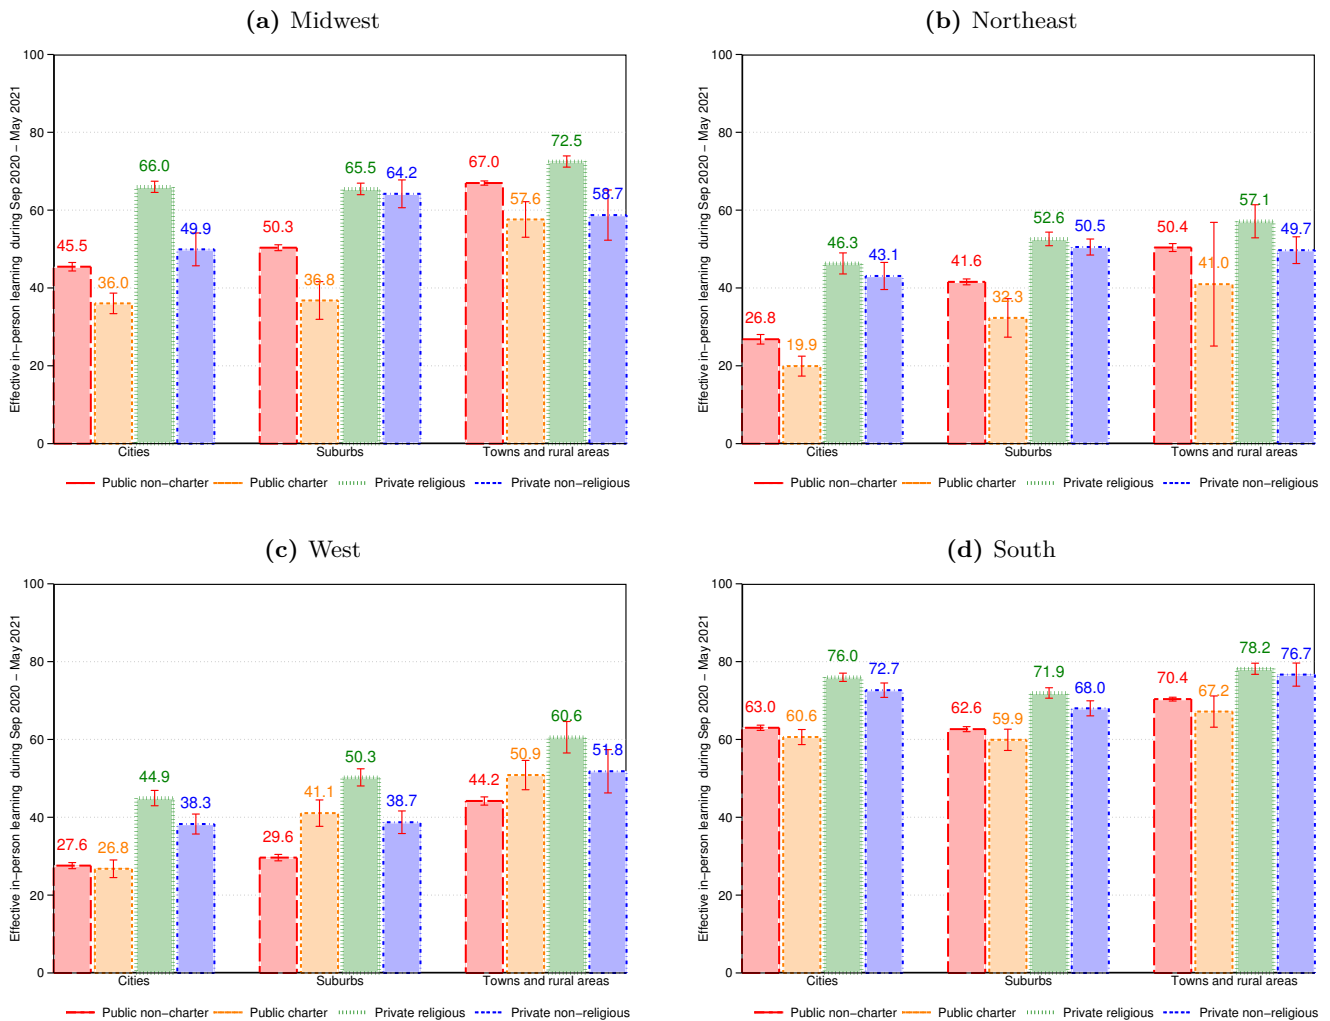 (a) Midwest
Effective in−person learning during Sep 2020 − May 2021
100
80
60
40
20
0
45.5
36.0
66.0
49.9
50.3
36.8
65.5
64.2
67.0
57.6
72.5
58.7
Cities
Suburbs
Towns and rural areas
Public non−charter
Public charter
Private religious
Private non−religious
(b) Northeast
Effective in−person learning during Sep 2020 − May 2021
100
80
60
40
20
0
26.8
19.9
46.3
43.1
41.6
32.3
52.6
50.5
50.4
41.0
57.1
49.7
Cities
Suburbs
Towns and rural areas
Public non−charter
Public charter
Private religious
Private non−religious
(c) West
Effective in−person learning during Sep 2020 − May 2021
100
80
60
40
20
0
27.6
26.8
44.9
38.3
29.6
41.1
50.3
38.7
44.2
50.9
60.6
51.8
Cities
Suburbs
Towns and rural areas
Public non−charter
Public charter
Private religious
Private non−religious
(d) South
Effective in−person learning during Sep 2020 − May 2021
100
80
60
40
20
0
63.0
60.6
76.0
72.7
62.6
59.9
71.9
68.0
70.4
67.2
78.2
76.7
Cities
Suburbs
Towns and rural areas
Public non−charter
Public charter
Private religious
Private non−religious